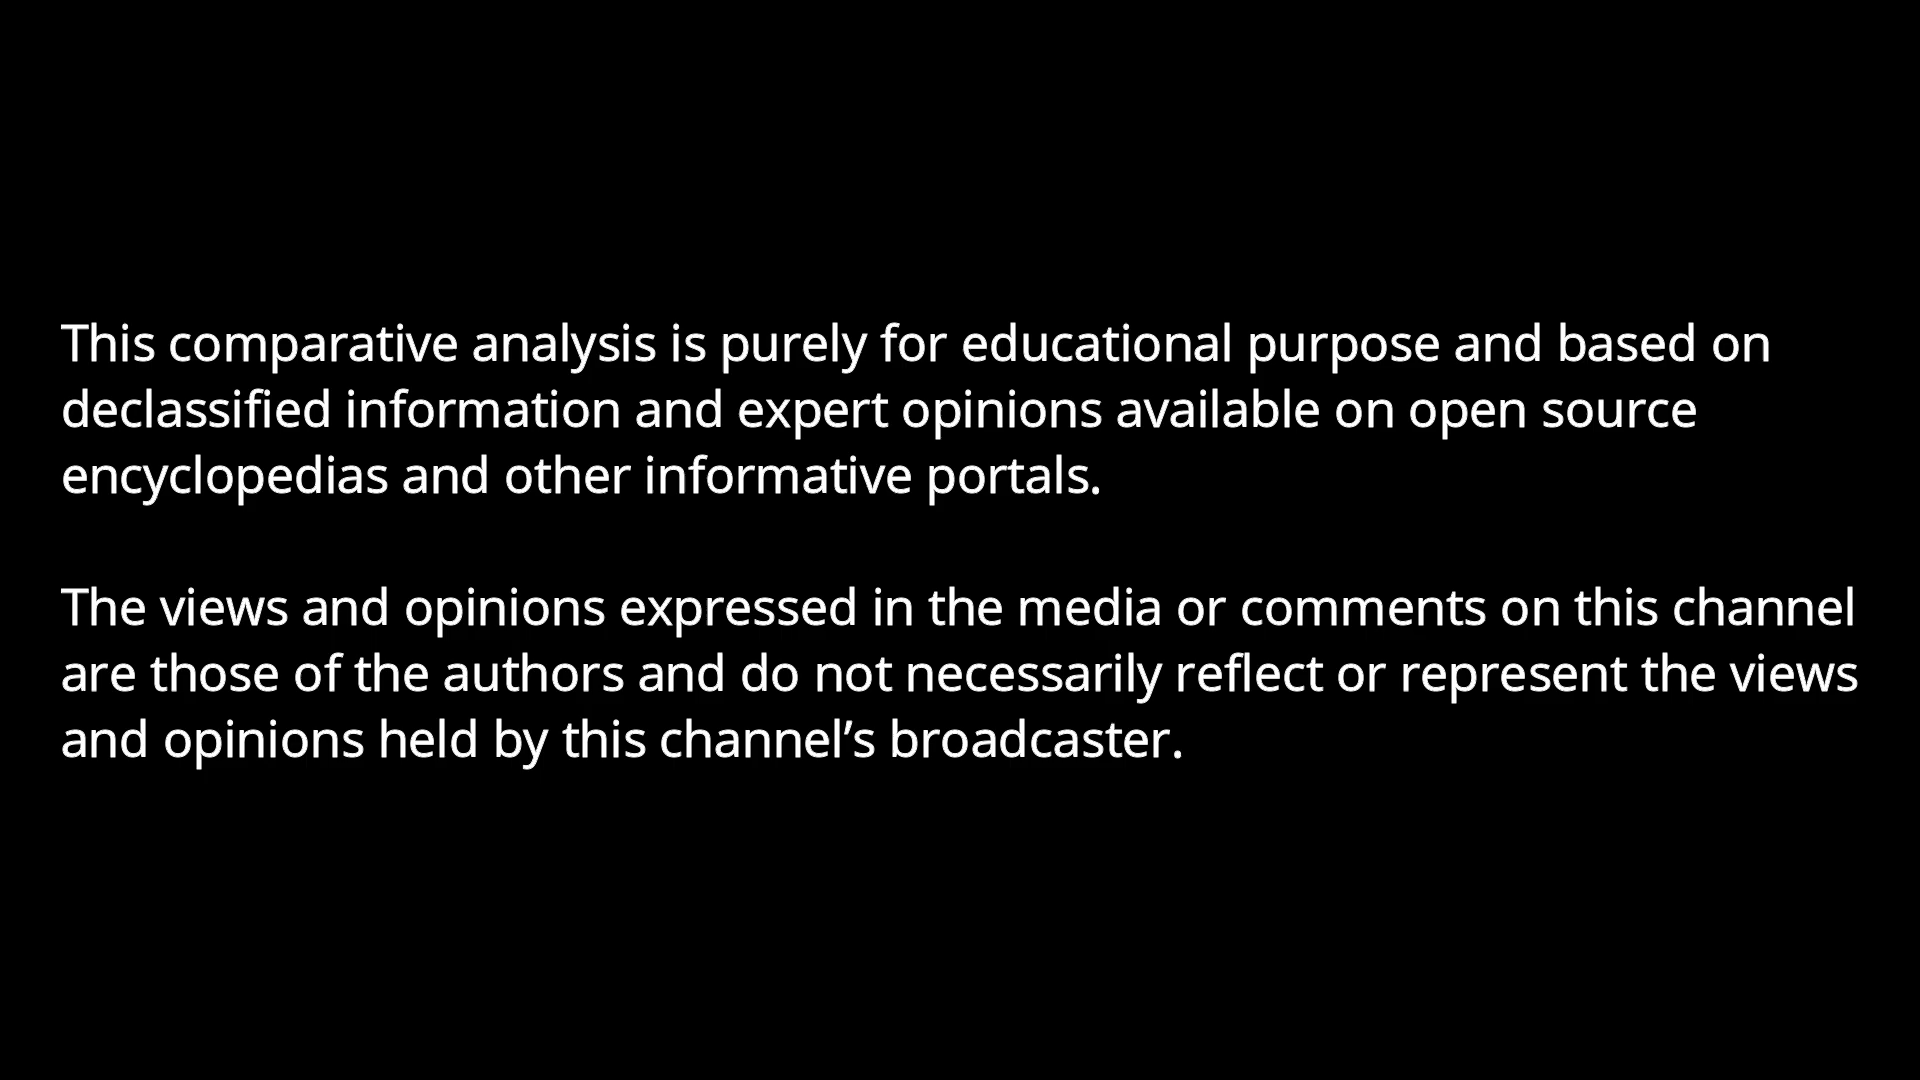 This comparative analysis is purely for educational purpose and based on
declassified information and expert opinions available on open source
encyclopedias and other informative portals.
The views and opinions expressed in the media or comments on this channel
are those of the authors and do not necessarily reflect or represent the views
and opinions held by this channel’s broadcaster.